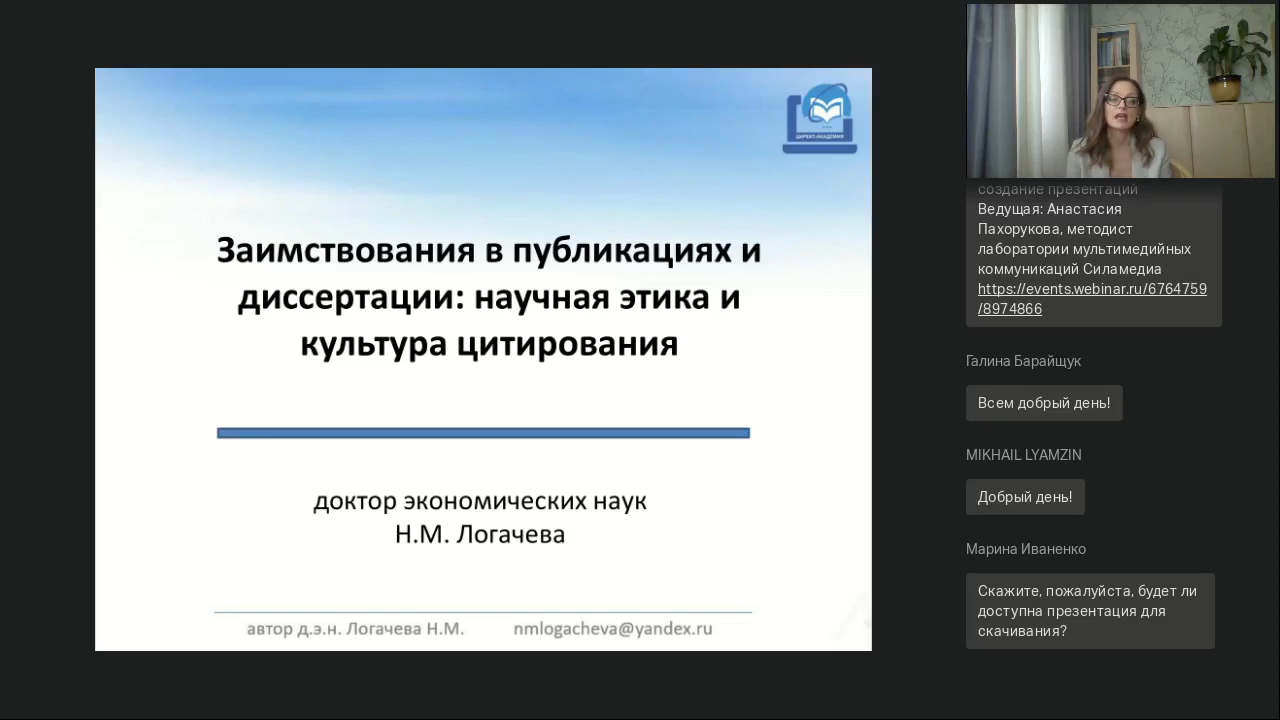 ДИРЕКТ-АКАДЕМИЯ
Заимствования в публикациях и
диссертации: научная этика и
культура цитирования
доктор экономических наук
Н.М. Логачева
автор д.э.н. Логачева Н.М. nmlogacheva@yandex.ru
создание презентаций
Ведущая: Анастасия
Пахорукова, методист
лаборатории мультимедийных
коммуникаций Силамедиа
https://events.webinar.ru/6764759
/8974866
Галина Барайщук
Всем добрый день!
MIKHAIL LYAMZIN
Добрый день!
Марина Иваненко
Скажите, пожалуйста, будет ли
доступна презентация для
скачивания?